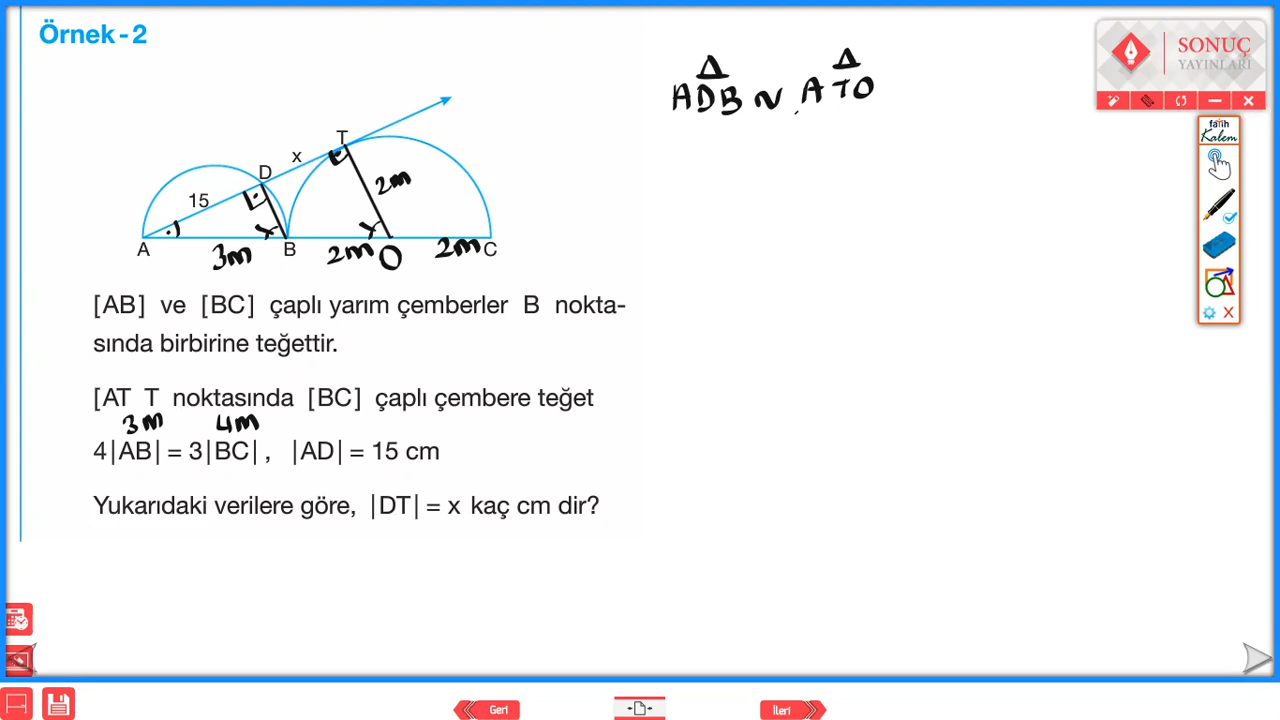 Örnek - 2
ADB ~ ATO
SONUÇ
YAYINLARI
fatih
Kalem
T
x
D
15
2m
A
3m
B
2m
O
2m
C
[AB] ve [BC] çaplı yarım çemberler B nokta-
sında birbirine teğettir.
[AT T noktasında [BC] çaplı çembere teğet
3m 4m
4|AB| = 3|BC| , |AD| = 15 cm
Yukarıdaki verilere göre, |DT| = x kaç cm dir?
Geri
İleri